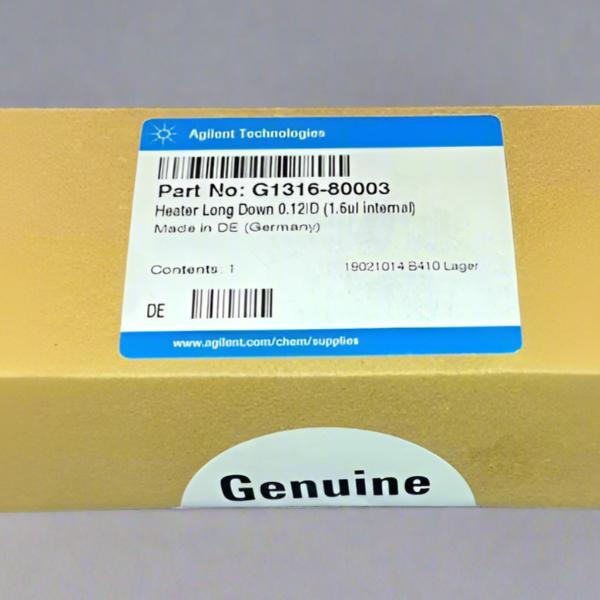 Agilent Technologies
Part No: G1316-80003
Heater Long Down 0.12ID (1.6ul internal)
Made in DE (Germany)
Contents: 1 19021014 B410 Lager
DE
www.agilent.com/chem/supplies
Genuine